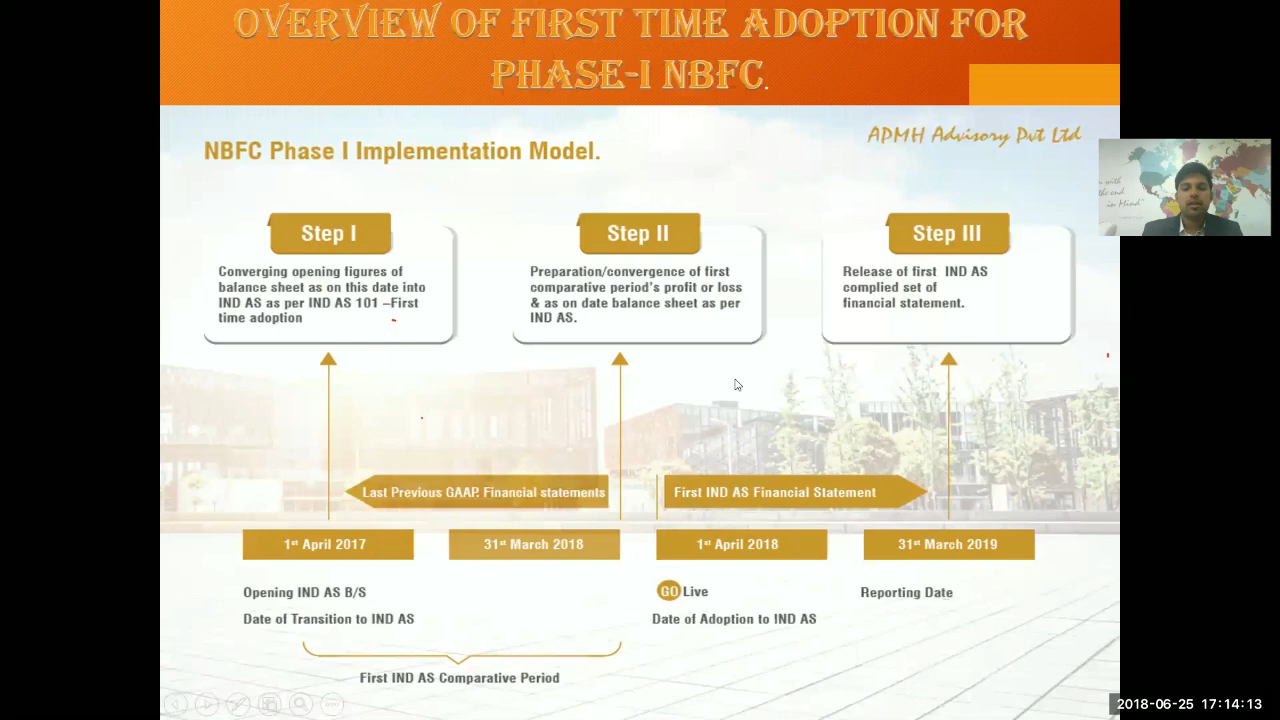 OVERVIEW OF FIRST TIME ADOPTION FOR
PHASE-I NBFC.
APMH Advisory Pvt Ltd
NBFC Phase I Implementation Model.
Step I
Converging opening figures of
balance sheet as on this date into
IND AS as per IND AS 101 –First
time adoption
Step II
Preparation/convergence of first
comparative period's profit or loss
& as on date balance sheet as per
IND AS.
Step III
Release of first IND AS
complied set of
financial statement.
Last Previous GAAP. Financial statements
First IND AS Financial Statement
1st April 2017
31st March 2018
1st April 2018
31st March 2019
Opening IND AS B/S
Date of Transition to IND AS
GO Live
Date of Adoption to IND AS
Reporting Date
First IND AS Comparative Period
the end
in Mind"
2018-06-25 17:14:13